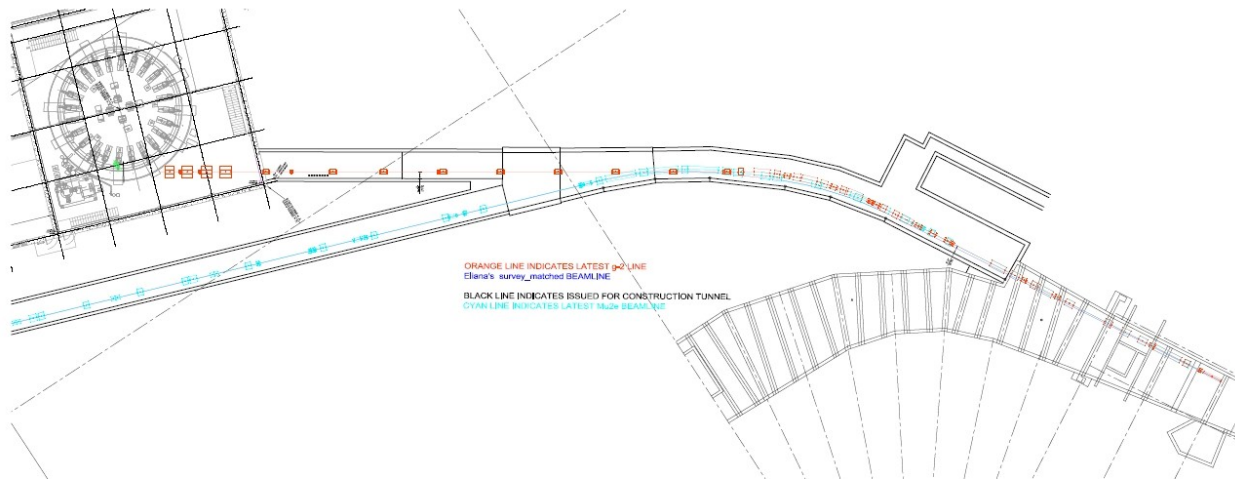 ORANGE LINE INDICATES LATEST g-2 LINE
Eliana's survey_matched BEAMLINE
BLACK LINE INDICATES ISSUED FOR CONSTRUCTION TUNNEL
CYAN LINE INDICATES LATEST Mu2e BEAMLINE